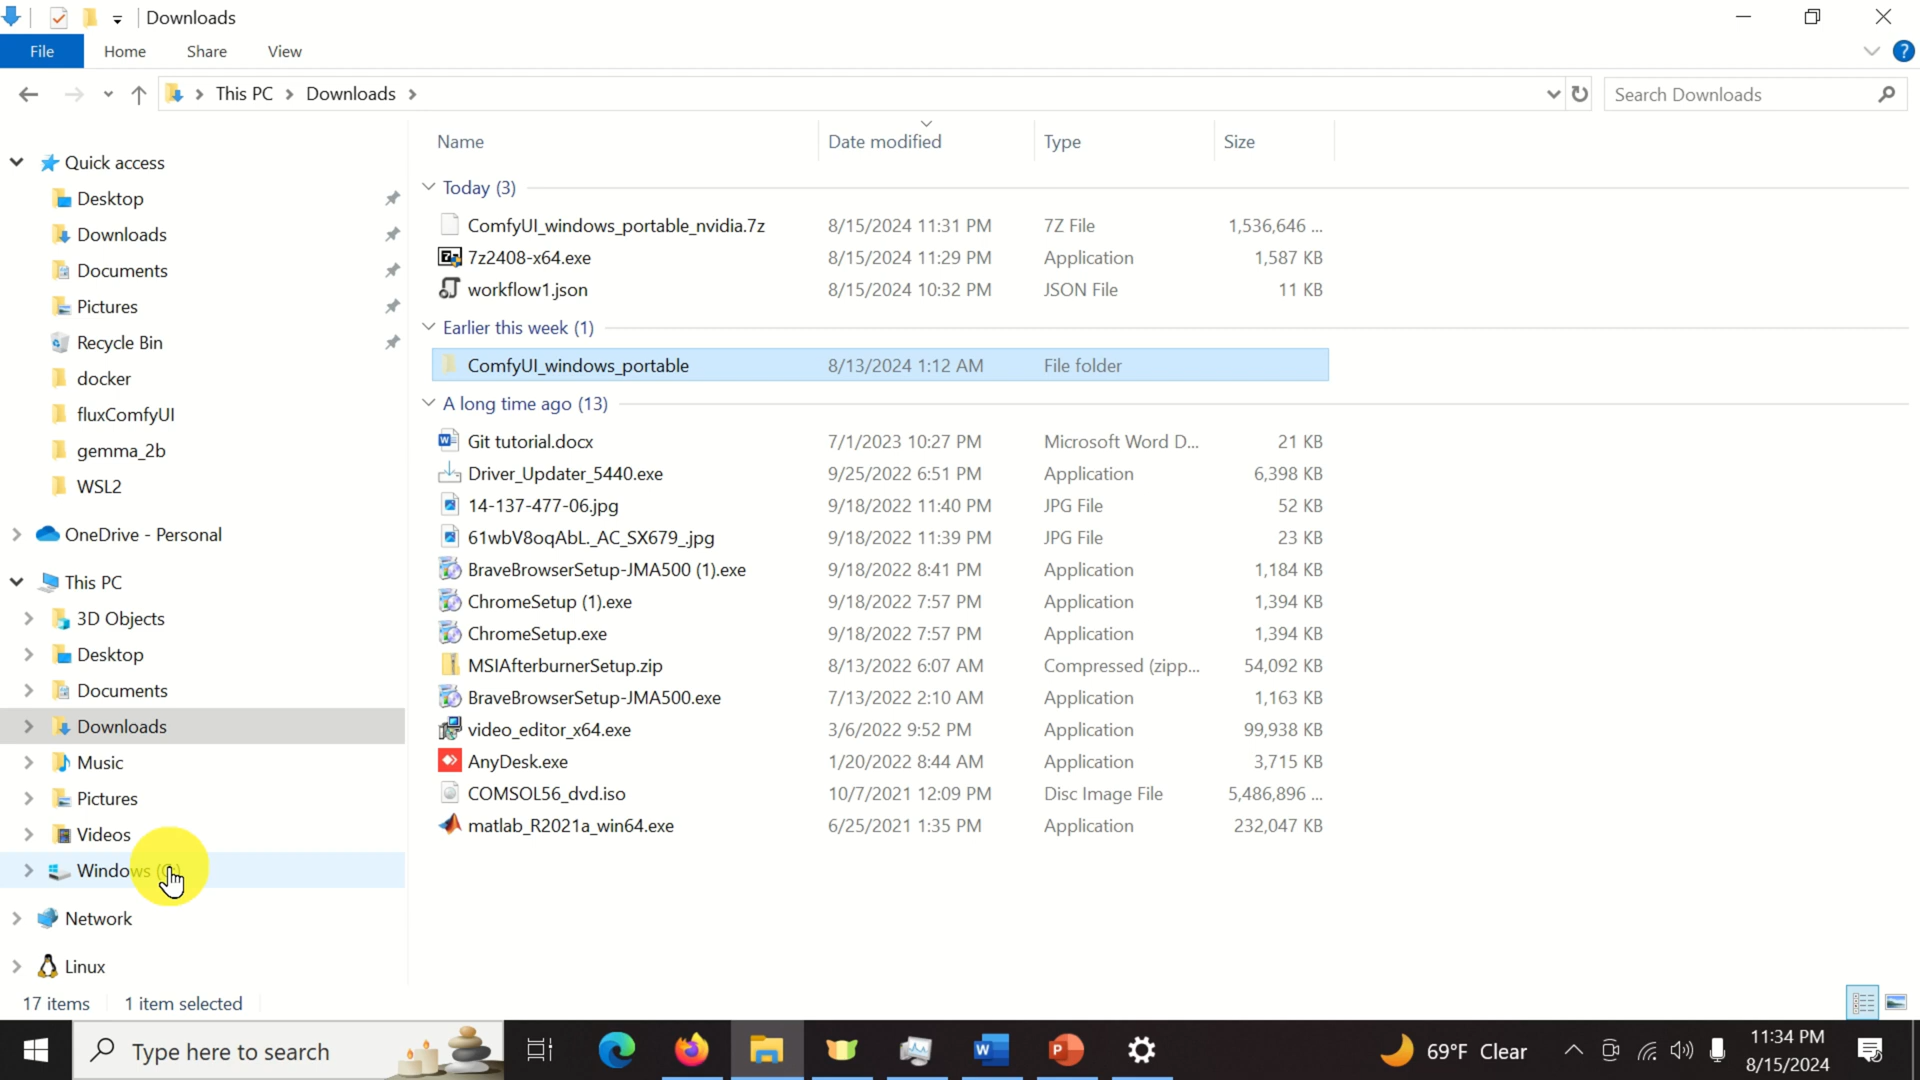 Downloads
File Home Share View
This PC Downloads Search Downloads
Name Date modified Type Size
Quick access
Desktop
Downloads
Documents
Pictures
Recycle Bin
docker
fluxComfyUI
gemma_2b
WSL2
OneDrive - Personal
This PC
3D Objects
Desktop
Documents
Downloads
Music
Pictures
Videos
Windows
Network
Linux
Today (3)
ComfyUI_windows_portable_nvidia.7z 8/15/2024 11:31 PM 7Z File 1,536,646 ...
7z2408-x64.exe 8/15/2024 11:29 PM Application 1,587 KB
workflow1.json 8/15/2024 10:32 PM JSON File 11 KB
Earlier this week (1)
ComfyUI_windows_portable 8/13/2024 1:12 AM File folder
A long time ago (13)
Git tutorial.docx 7/1/2023 10:27 PM Microsoft Word D... 21 KB
Driver_Updater_5440.exe 9/25/2022 6:51 PM Application 6,398 KB
14-137-477-06.jpg 9/18/2022 11:40 PM JPG File 52 KB
61wbV8oqAbL._AC_SX679_.jpg 9/18/2022 11:39 PM JPG File 23 KB
BraveBrowserSetup-JMA500 (1).exe 9/18/2022 8:41 PM Application 1,184 KB
ChromeSetup (1).exe 9/18/2022 7:57 PM Application 1,394 KB
ChromeSetup.exe 9/18/2022 7:57 PM Application 1,394 KB
MSIAfterburnerSetup.zip 8/13/2022 6:07 AM Compressed (zipp... 54,092 KB
BraveBrowserSetup-JMA500.exe 7/13/2022 2:10 AM Application 1,163 KB
video_editor_x64.exe 3/6/2022 9:52 PM Application 99,938 KB
AnyDesk.exe 1/20/2022 8:44 AM Application 3,715 KB
COMSOL56_dvd.iso 10/7/2021 12:09 PM Disc Image File 5,486,896 ...
matlab_R2021a_win64.exe 6/25/2021 1:35 PM Application 232,047 KB
17 items 1 item selected
Type here to search 69°F Clear 11:34 PM
8/15/2024